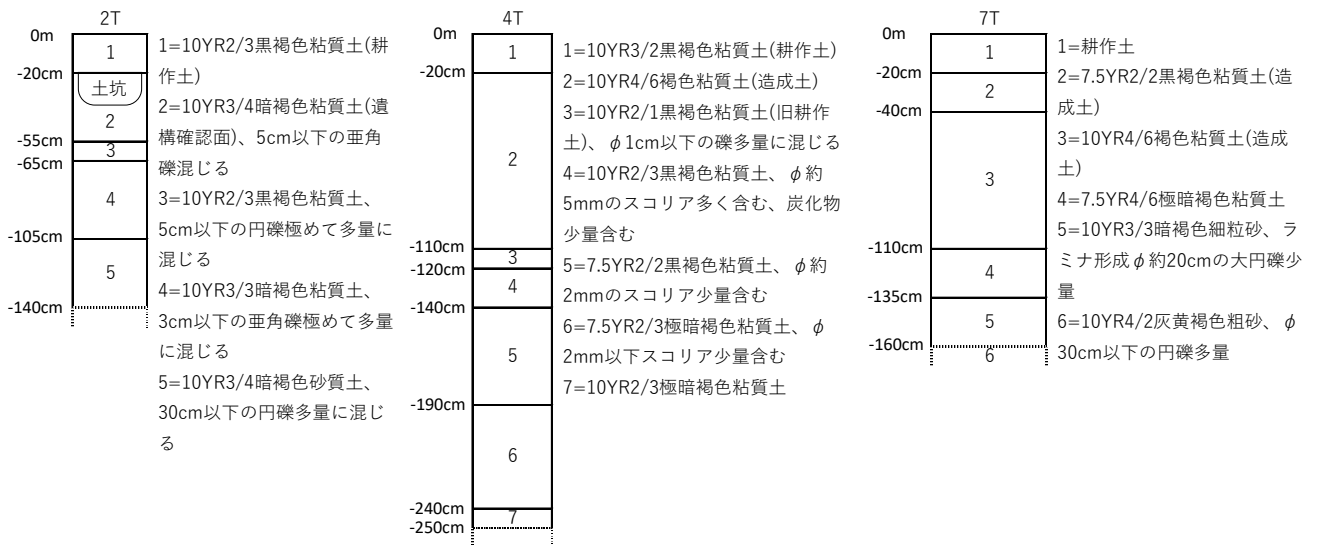 2T
0m
1
-20cm
土坑
2
-55cm
3
-65cm
4
-105cm
5
-140cm
1=10YR2/3黒褐色粘質土(耕
作土)
2=10YR3/4暗褐色粘質土(遺
構確認面)、5cm以下の亜角
礫混じる
3=10YR2/3黒褐色粘質土、
5cm以下の円礫極めて多量に
混じる
4=10YR3/3暗褐色粘質土、
3cm以下の亜角礫極めて多量
に混じる
5=10YR3/4暗褐色砂質土、
30cm以下の円礫多量に混じ
る
4T
0m
1
-20cm
2
-110cm
3
-120cm
4
-140cm
5
-190cm
6
-240cm
7
-250cm
1=10YR3/2黒褐色粘質土(耕作土)
2=10YR4/6褐色粘質土(造成土)
3=10YR2/1黒褐色粘質土(旧耕作
土)、φ1cm以下の礫多量に混じる
4=10YR2/3黒褐色粘質土、φ約
5mmのスコリア多く含む、炭化物
少量含む
5=7.5YR2/2黒褐色粘質土、φ約
2mmのスコリア少量含む
6=7.5YR2/3極暗褐色粘質土、φ
2mm以下スコリア少量含む
7=10YR2/3極暗褐色粘質土
7T
0m
1
-20cm
2
-40cm
3
-110cm
4
-135cm
5
-160cm
6
1=耕作土
2=7.5YR2/2黒褐色粘質土(造
成土)
3=10YR4/6褐色粘質土(造成
土)
4=7.5YR4/6極暗褐色粘質土
5=10YR3/3暗褐色細粒砂、ラ
ミナ形成φ約20cmの大円礫少
量
6=10YR4/2灰黄褐色粗砂、φ
30cm以下の円礫多量